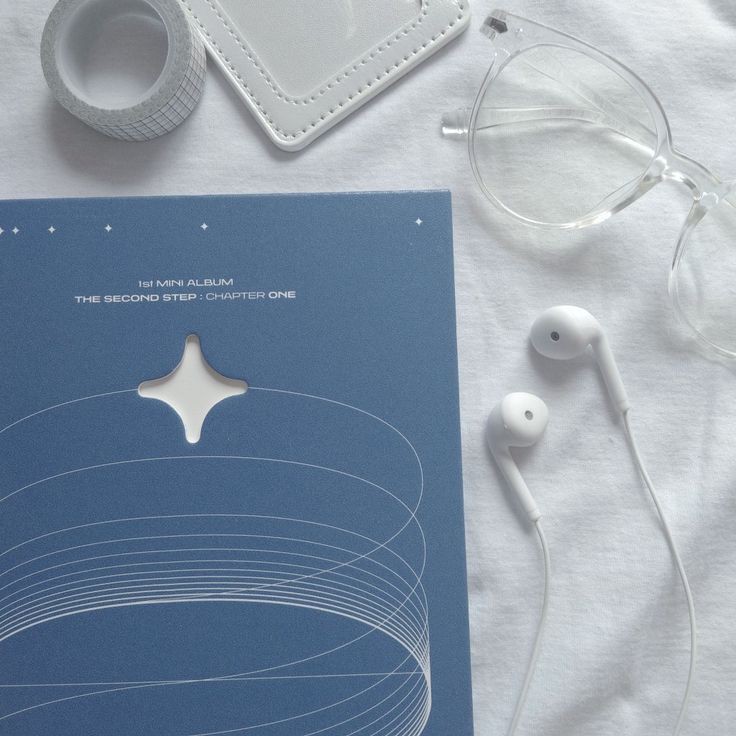 1st MINI ALBUM
THE SECOND STEP : CHAPTER ONE